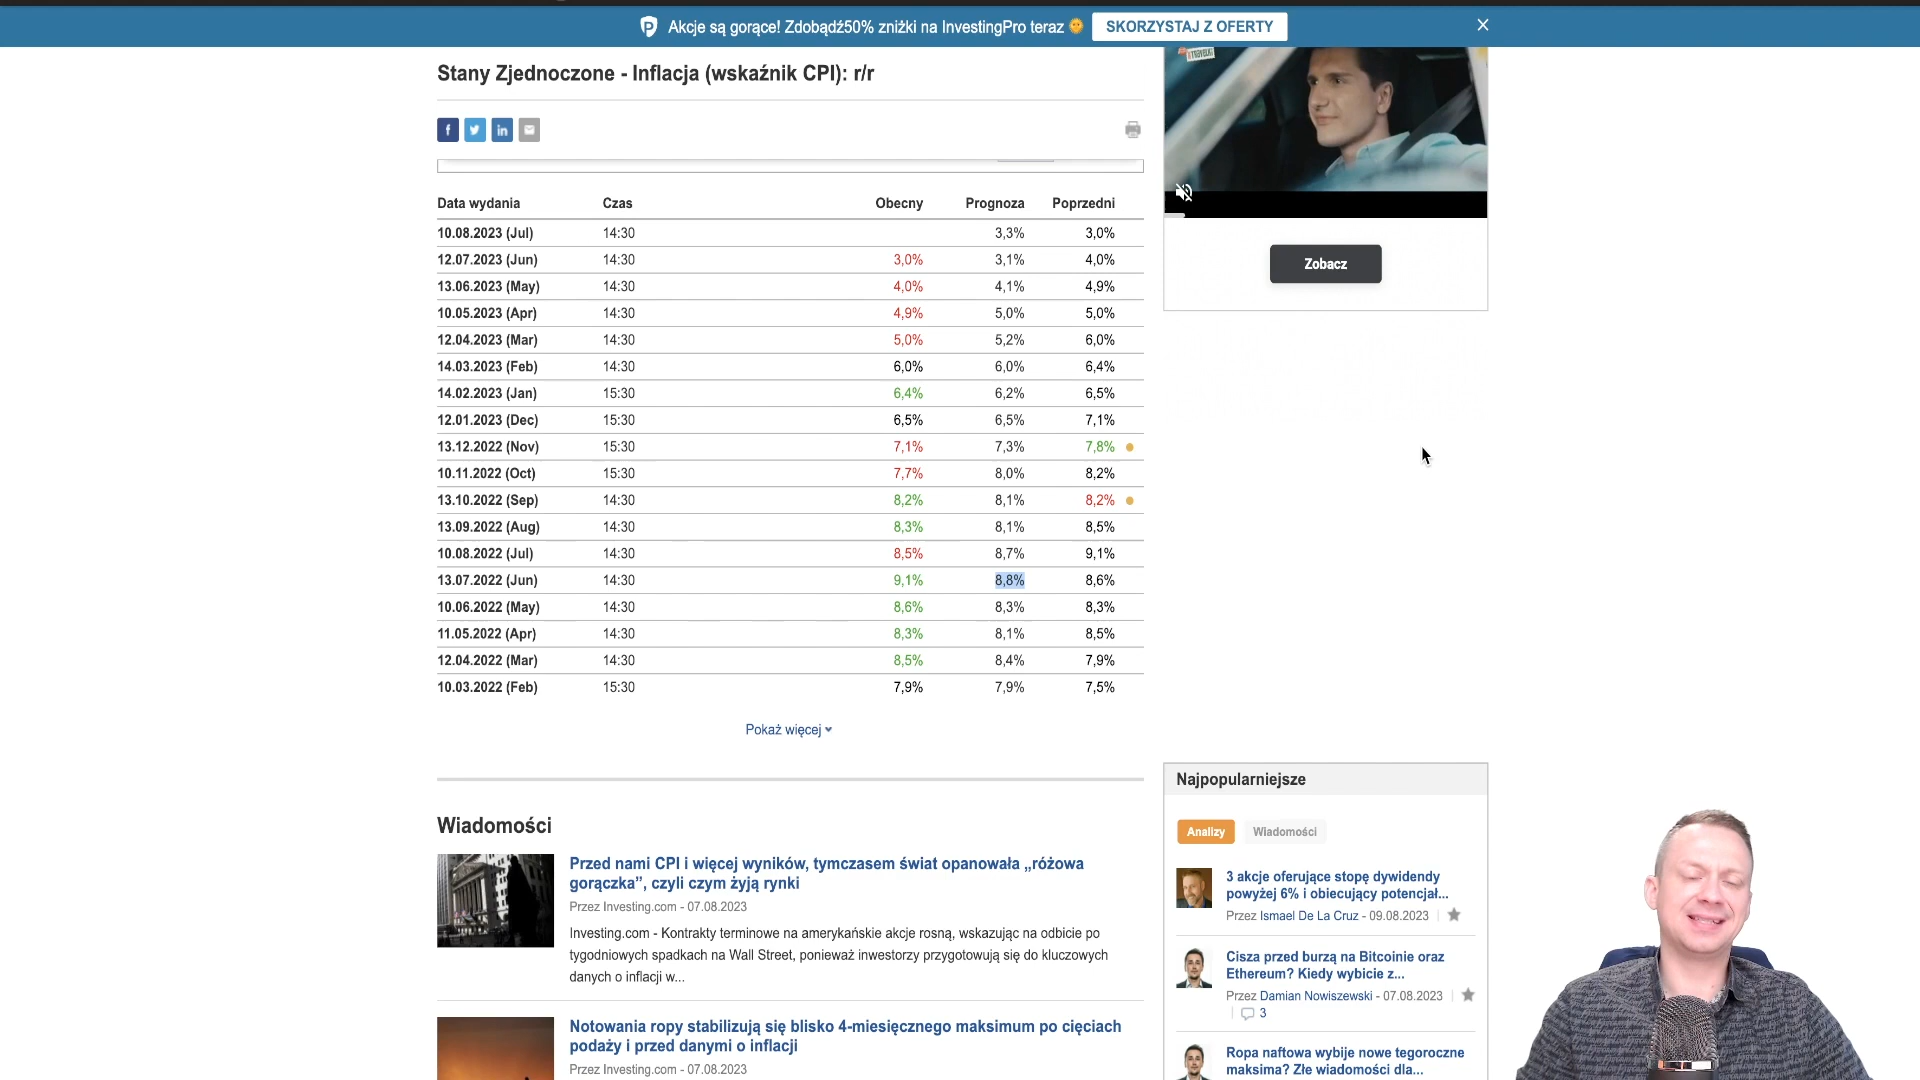 Akcje są gorące! Zdobądź50% zniżki na InvestingPro teraz
SKORZYSTAJ Z OFERTY
Stany Zjednoczone - Inflacja (wskaźnik CPI): r/r
Data wydania Czas Obecny Prognoza Poprzedni
10.08.2023 (Jul) 14:30 3,3% 3,0%
12.07.2023 (Jun) 14:30 3,0% 3,1% 4,0%
13.06.2023 (May) 14:30 4,0% 4,1% 4,9%
10.05.2023 (Apr) 14:30 4,9% 5,0% 5,0%
12.04.2023 (Mar) 14:30 5,0% 5,2% 6,0%
14.03.2023 (Feb) 14:30 6,0% 6,0% 6,4%
14.02.2023 (Jan) 15:30 6,4% 6,2% 6,5%
12.01.2023 (Dec) 15:30 6,5% 6,5% 7,1%
13.12.2022 (Nov) 15:30 7,1% 7,3% 7,8%
10.11.2022 (Oct) 15:30 7,7% 8,0% 8,2%
13.10.2022 (Sep) 14:30 8,2% 8,1% 8,2%
13.09.2022 (Aug) 14:30 8,3% 8,1% 8,5%
10.08.2022 (Jul) 14:30 8,5% 8,7% 9,1%
13.07.2022 (Jun) 14:30 9,1% 8,8% 8,6%
10.06.2022 (May) 14:30 8,6% 8,3% 8,3%
11.05.2022 (Apr) 14:30 8,3% 8,1% 8,5%
12.04.2022 (Mar) 14:30 8,5% 8,4% 7,9%
10.03.2022 (Feb) 15:30 7,9% 7,9% 7,5%
Pokaż więcej
Zobacz
Wiadomości
Przed nami CPI i więcej wyników, tymczasem świat opanowała „różowa
gorączka”, czyli czym żyją rynki
Przez Investing.com - 07.08.2023
Investing.com - Kontrakty terminowe na amerykańskie akcje rosną, wskazując na odbicie po
tygodniowych spadkach na Wall Street, ponieważ inwestorzy przygotowują się do kluczowych
danych o inflacji w...
Notowania ropy stabilizują się blisko 4-miesięcznego maksimum po cięciach
podaży i przed danymi o inflacji
Przez Investing.com - 07.08.2023
Najpopularniejsze
Analizy Wiadomości
3 akcje oferujące stopę dywidendy
powyżej 6% i obiecujący potencjał...
Przez Ismael De La Cruz - 09.08.2023
Cisza przed burzą na Bitcoinie oraz
Ethereum? Kiedy wybicie z...
Przez Damian Nowiszewski - 07.08.2023
3
Ropa naftowa wybije nowe tegoroczne
maksima? Złe wiadomości dla...